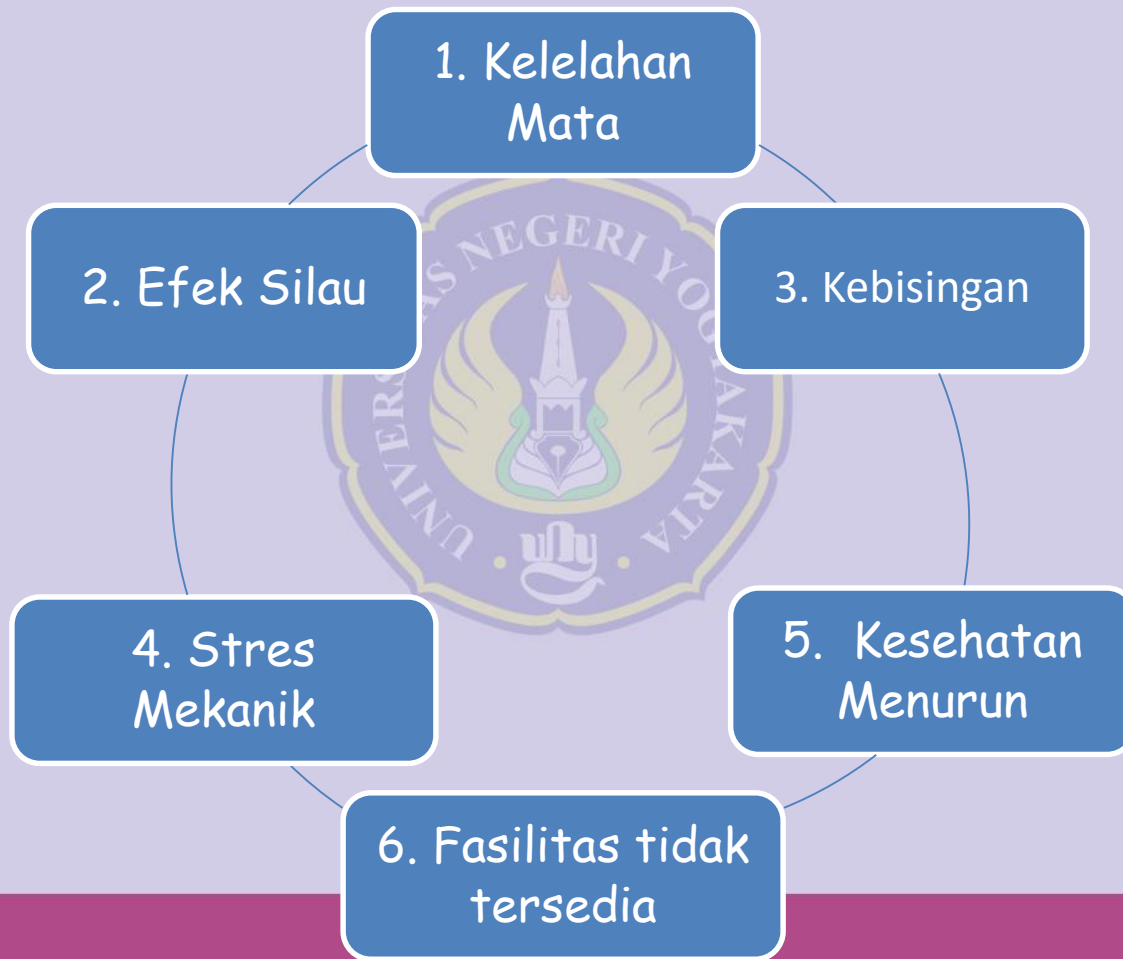 1. Kelelahan
Mata
2. Efek Silau
3. Kebisingan
4. Stres
Mekanik
5. Kesehatan
Menurun
6. Fasilitas tidak
tersedia
UNIVERSITAS NEGERI YOGYAKARTA
uny